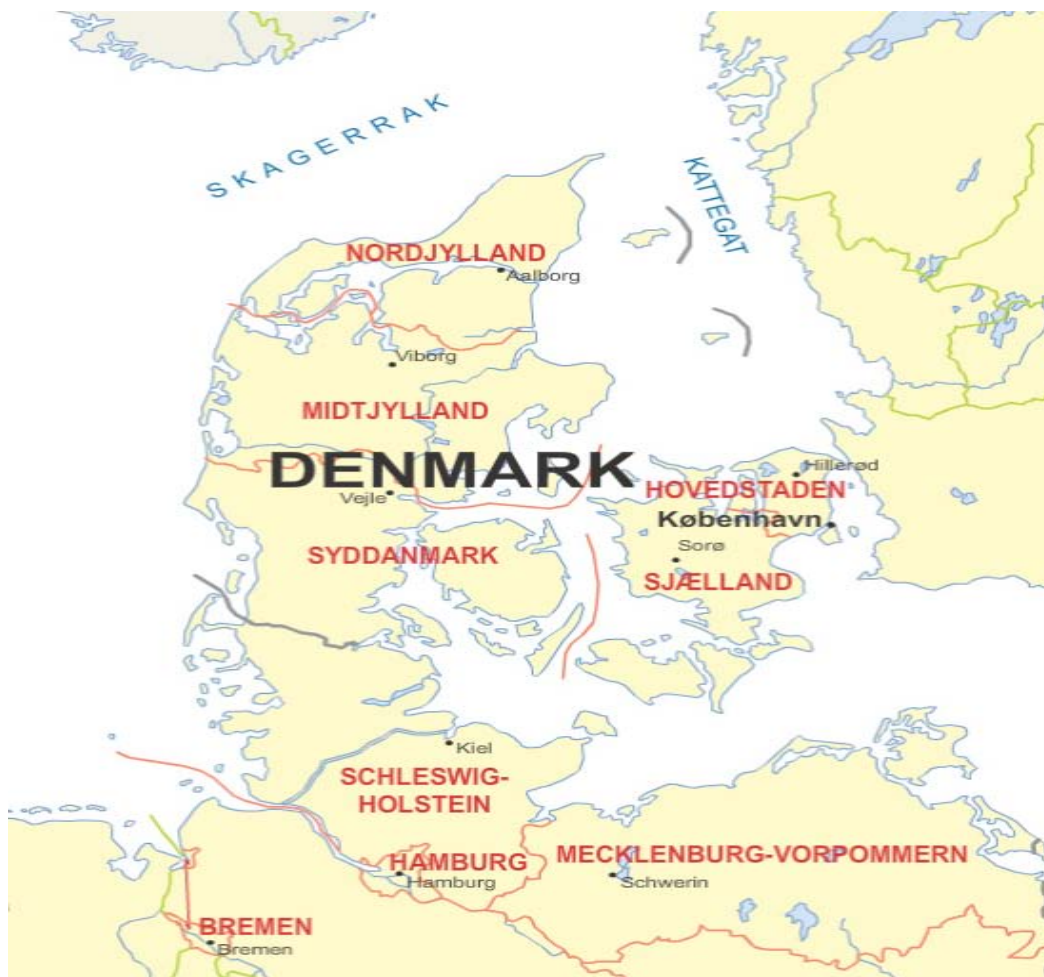 SKAGERRAK
KATTEGAT
NORDJYLLAND
Aalborg
Viborg
MIDTJYLLAND
DENMARK
Hillerød
Vejle
HOVEDSTADEN
København
SYDDANMARK
Sorø
SJÆLLAND
Kiel
SCHLESWIG-
HOLSTEIN
HAMBURG
Hamburg
MECKLENBURG-VORPOMMERN
Schwerin
BREMEN
Bremen